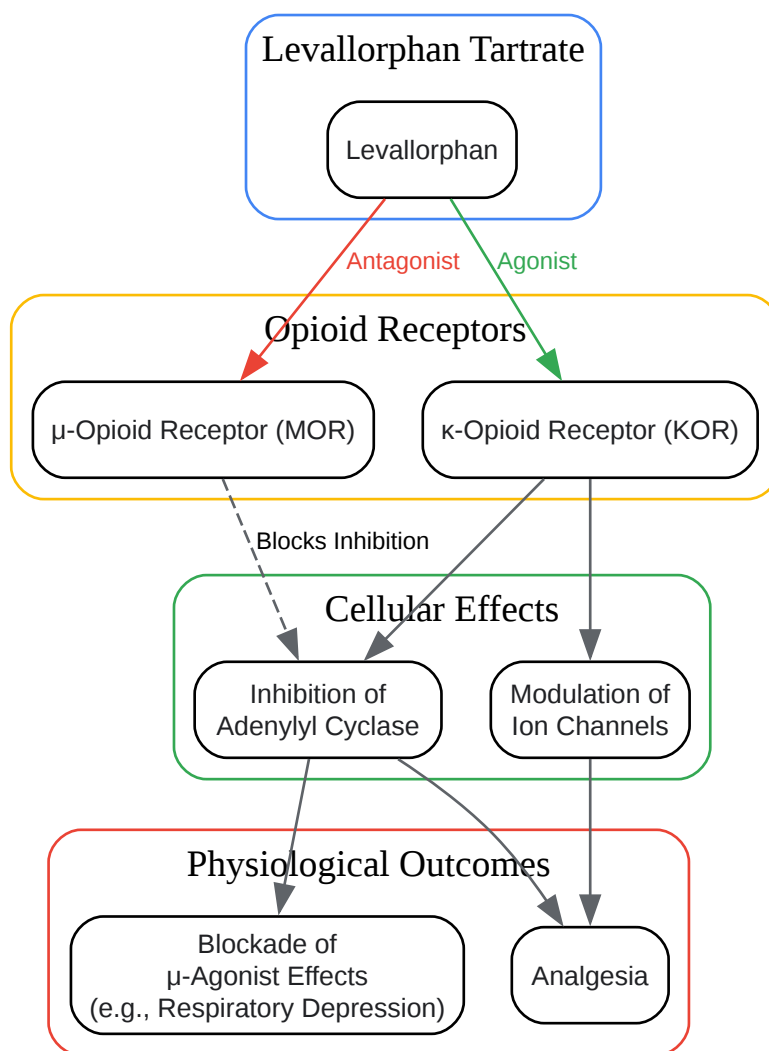 Levallorphan Tartrate
Levallorphan
Antagonist
Agonist
Opioid Receptors
μ-Opioid Receptor (MOR)
κ-Opioid Receptor (KOR)
Blocks Inhibition
Cellular Effects
Inhibition of
Adenylyl Cyclase
Modulation of
Ion Channels
Physiological Outcomes
Blockade of
μ-Agonist Effects
(e.g., Respiratory Depression)
Analgesia